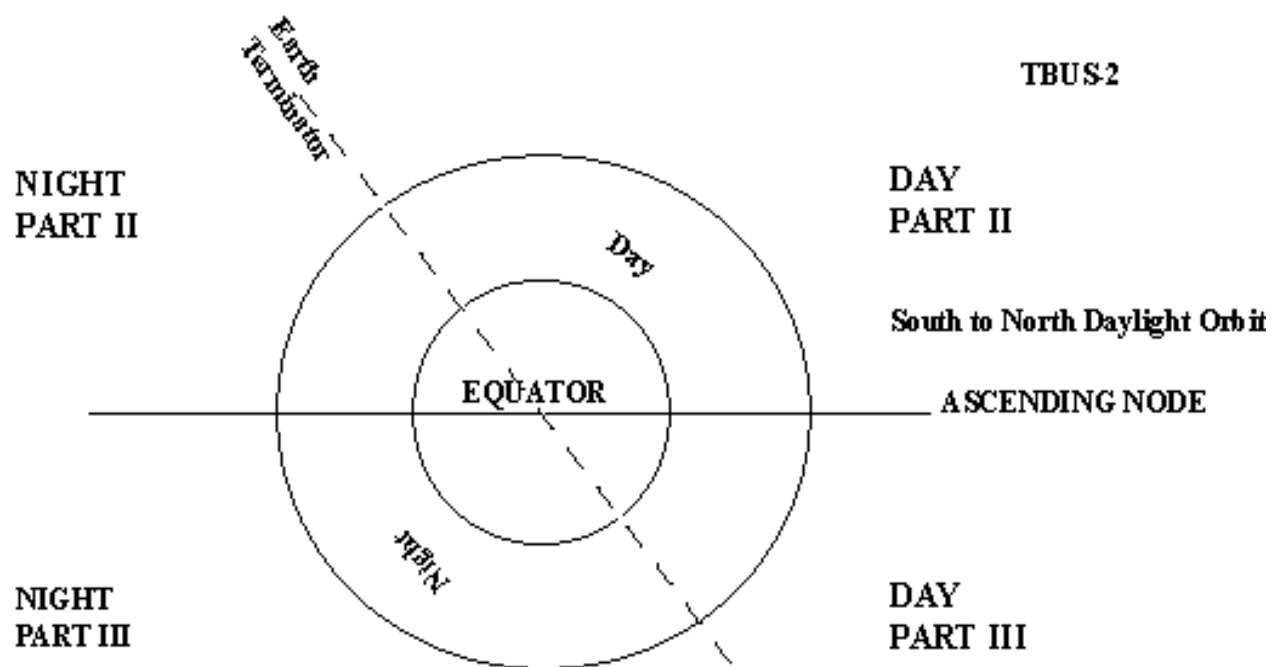 Earth
Terminator
TBUS-2
NIGHT
PART II
DAY
PART II
Day
South to North Daylight Orbit
EQUATOR
ASCENDING NODE
Night
NIGHT
PART III
DAY
PART III